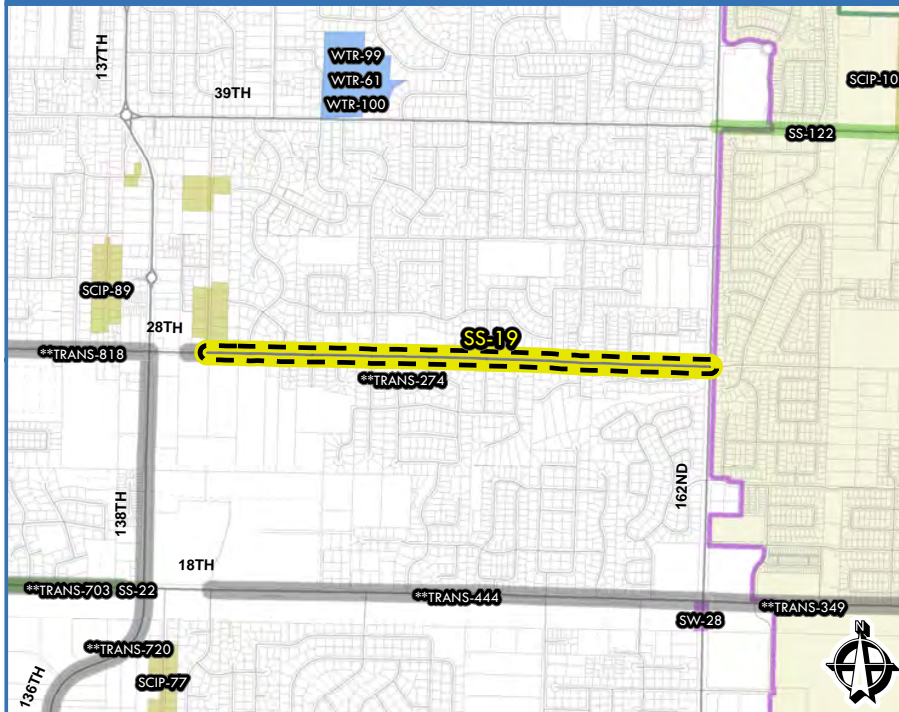 137TH
39TH
WTR-99
WTR-61
WTR-100
SCIP-10
SS-122
SCIP-89
28TH
SS-19
**TRANS-818
**TRANS-274
138TH
162ND
18TH
**TRANS-703 SS-22
**TRANS-444
**TRANS-349
SW-28
**TRANS-720
SCIP-77
136TH
N